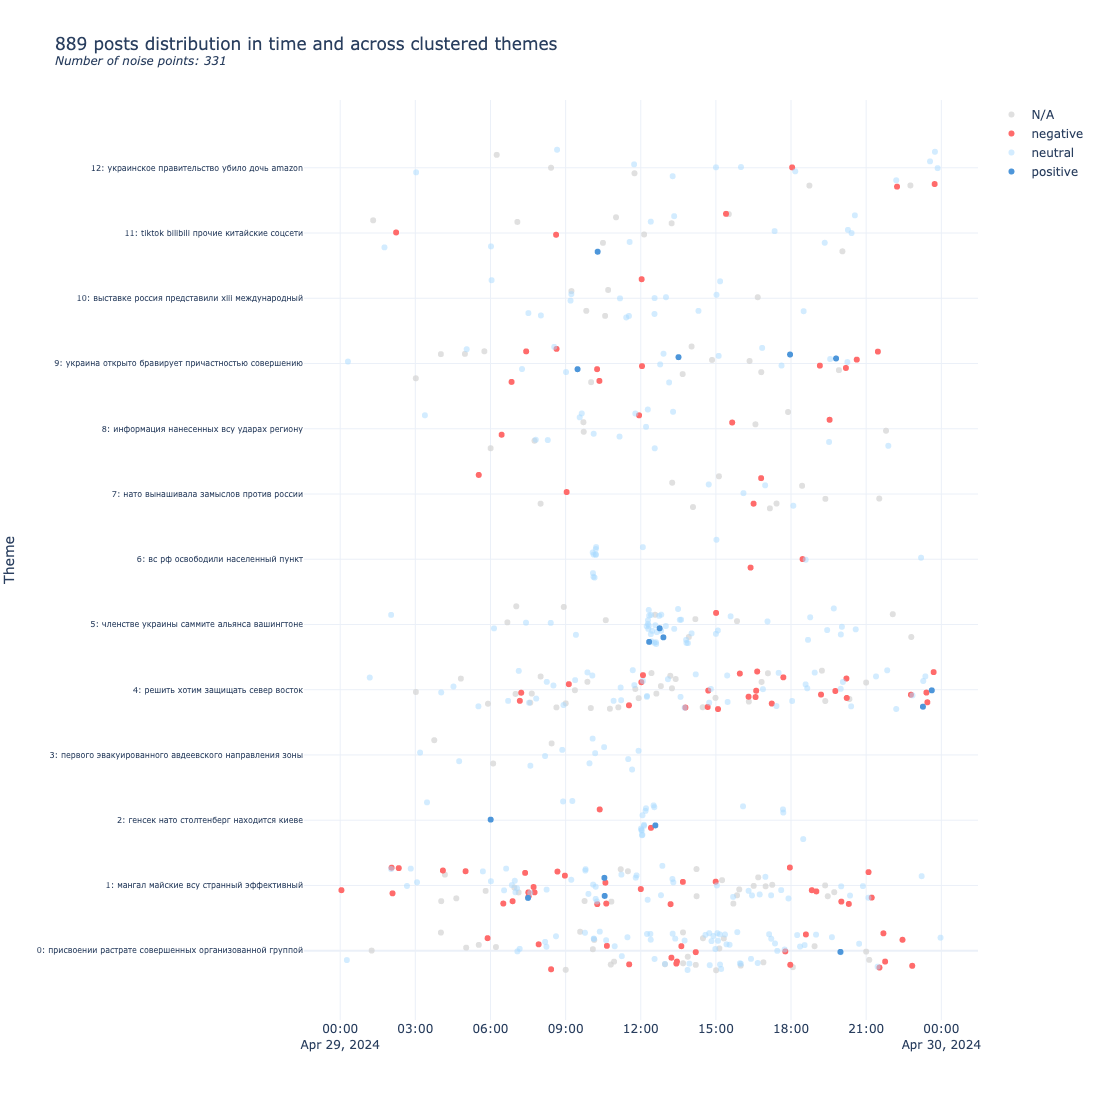 889 posts distribution in time and across clustered themes
Number of noise points: 331
N/A
negative
neutral
positive
12: украинское правительство убило дочь amazon
11: tiktok bilibili прочие китайские соцсети
10: выставке россия представили xiii международный
9: украина открыто бравирует причастностью совершению
8: информация нанесенных всу ударах региону
7: нато вынашивала замыслов против россии
6: вс рф освободили населенный пункт
5: членстве украины саммите альянса вашингтоне
4: решить хотим защищать север восток
3: первого эвакуированного авдеевского направления зоны
2: генсек нато столтенберг находится киеве
1: мангал майские всу странный эффективный
0: присвоении растрате совершенных организованной группой
Theme
00:00 03:00 06:00 09:00 12:00 15:00 18:00 21:00 00:00
Apr 29, 2024 Apr 30, 2024